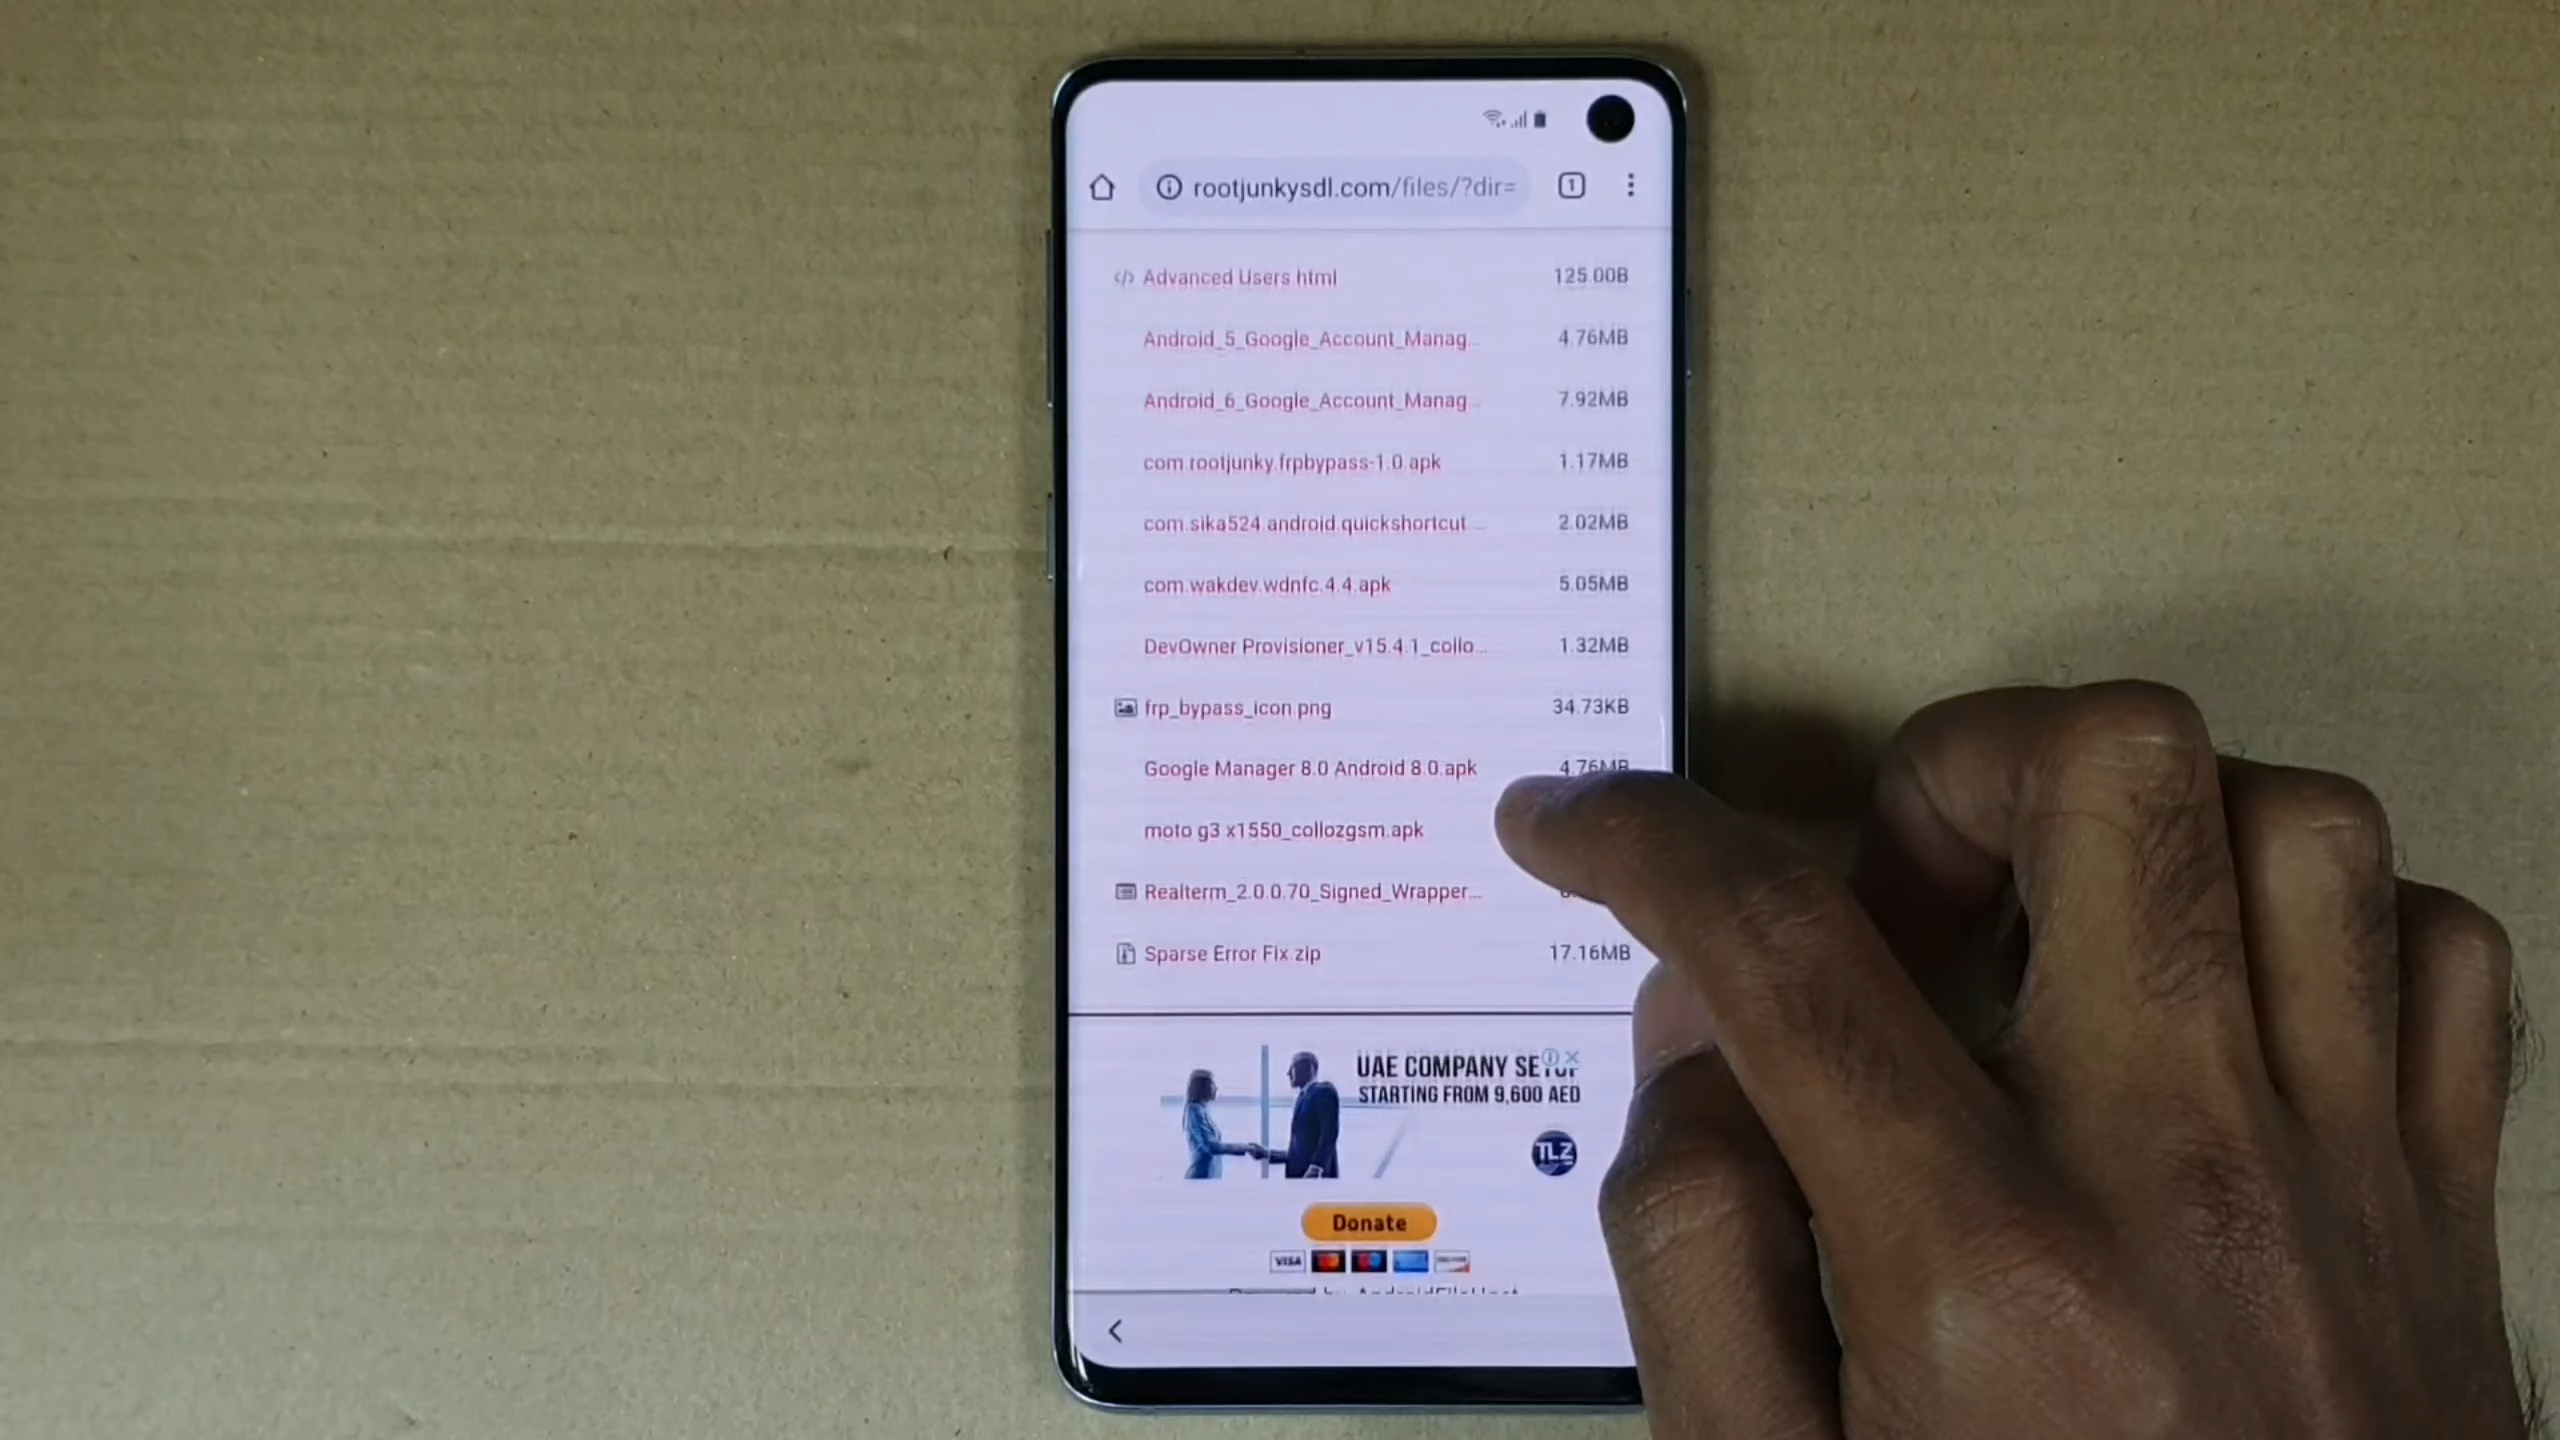 rootjunkysdl.com/files/?dir=
1
Advanced Users.html 125.00B
Android_5_Google_Account_Manag... 4.76MB
Android_6_Google_Account_Manag... 7.92MB
com.rootjunky.frpbypass-1.0.apk 1.17MB
com.sika524.android.quickshortcut... 2.02MB
com.wakdev.wdnfc.4.4.apk 5.05MB
DevOwner Provisioner_v15.4.1_collo... 1.32MB
frp_bypass_icon.png 34.73KB
Google Manager 8.0 Android 8.0.apk 4.76MB
moto g3 x1550_collozgsm.apk
Realterm_2.0.0.70_Signed_Wrapper...
Sparse Error Fix.zip 17.16MB
UAE COMPANY SETUP
STARTING FROM 9,600 AED
TLZ
Donate
VISA